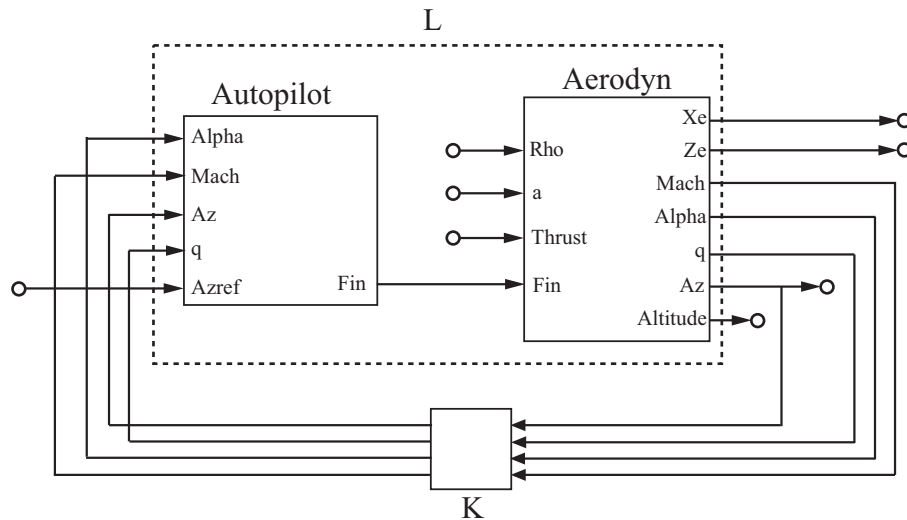 L
Autopilot
Alpha
Mach
Az
q
Azref
Fin
Aerodyn
Rho
a
Thrust
Fin
Xe
Ze
Mach
Alpha
q
Az
Altitude
K